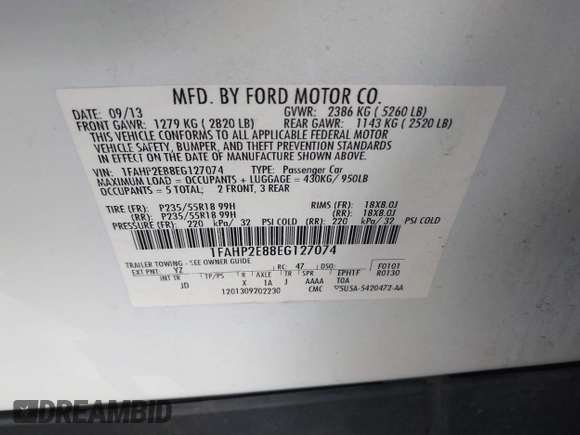 MFD. BY FORD MOTOR CO.
DATE: 09/13 GVWR: 2386 KG ( 5260 LB)
FRONT GAWR: 1279 KG ( 2820 LB) REAR GAWR: 1143 KG ( 2520 LB)
THIS VEHICLE CONFORMS TO ALL APPLICABLE FEDERAL MOTOR
VEHICLE SAFETY, BUMPER, AND THEFT PREVENTION STANDARDS
IN EFFECT ON THE DATE OF MANUFACTURE SHOWN ABOVE.
VIN: 1FAHP2E88EG127074 TYPE: Passenger Car
MAXIMUM LOAD = OCCUPANTS + LUGGAGE = 430KG/ 950LB
OCCUPANTS = 5 TOTAL; 2 FRONT, 3 REAR
TIRE (FR): P235/55R18 99H RIMS (FR): 18X8.0J
(RR): P235/55R18 99H (RR): 18X8.0J
PRESSURE (FR): 220 kPa/ 32 PSI COLD (RR): 220 kPa/ 32 PSI COLD
1FAHP2E88EG127074
TRAILER TOWING - SEE OWNER GUIDE
EXT PNT: YZ RC: 47 DSO: F0101
INT TR TP/PS R AXLE TR SPR EPH1F R0130
JD X 1A J AAAA TOA
1201309202230 CMC 5U5A-5420472-AA
DREAMBID